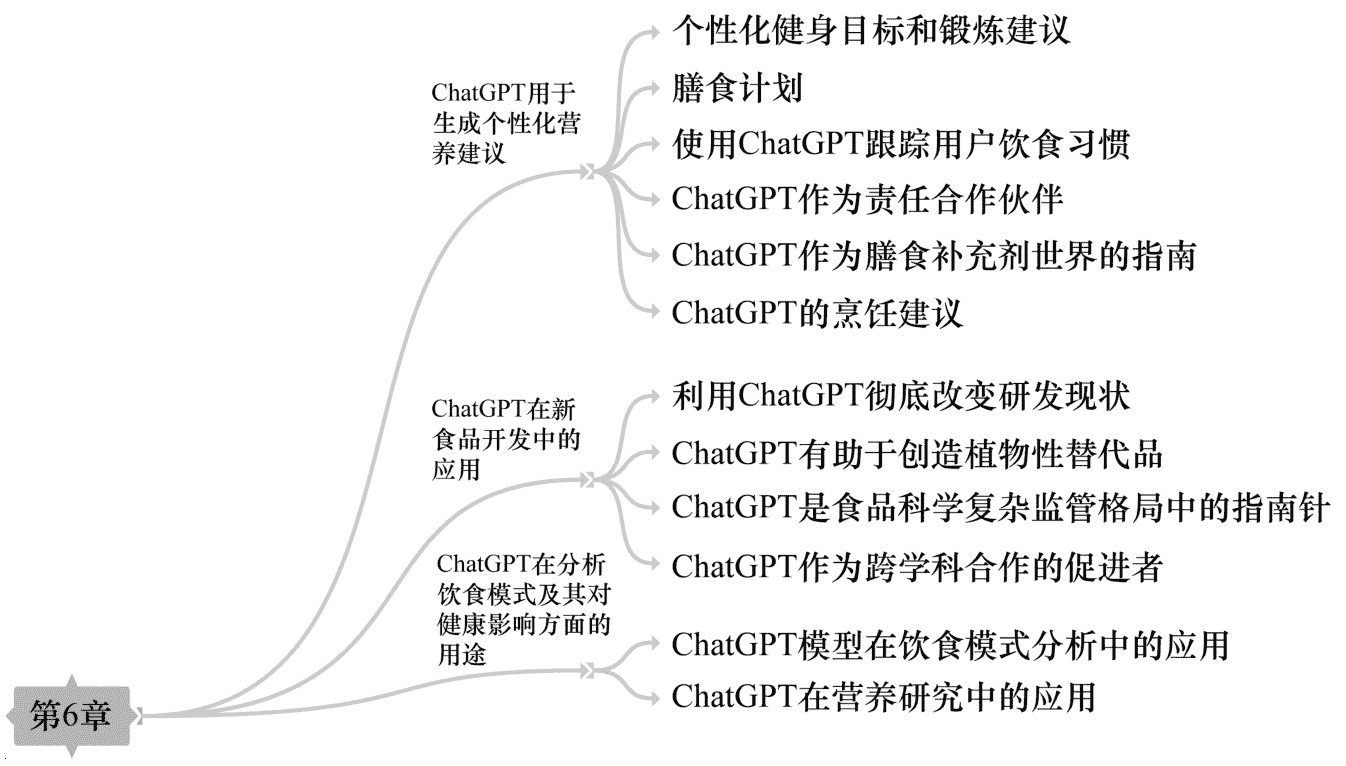 ChatGPT用于
生成个性化营
养建议
个性化健身目标和锻炼建议
膳食计划
使用ChatGPT跟踪用户饮食习惯
ChatGPT作为责任合作伙伴
ChatGPT作为膳食补充剂世界的指南
ChatGPT的烹饪建议
ChatGPT在新
食品开发中的
应用
利用ChatGPT彻底改变研发现状
ChatGPT有助于创造植物性替代品
ChatGPT是食品科学复杂监管格局中的指南针
ChatGPT作为跨学科合作的促进者
ChatGPT在分析
饮食模式及其对
健康影响方面的
用途
ChatGPT模型在饮食模式分析中的应用
ChatGPT在营养研究中的应用
第6章